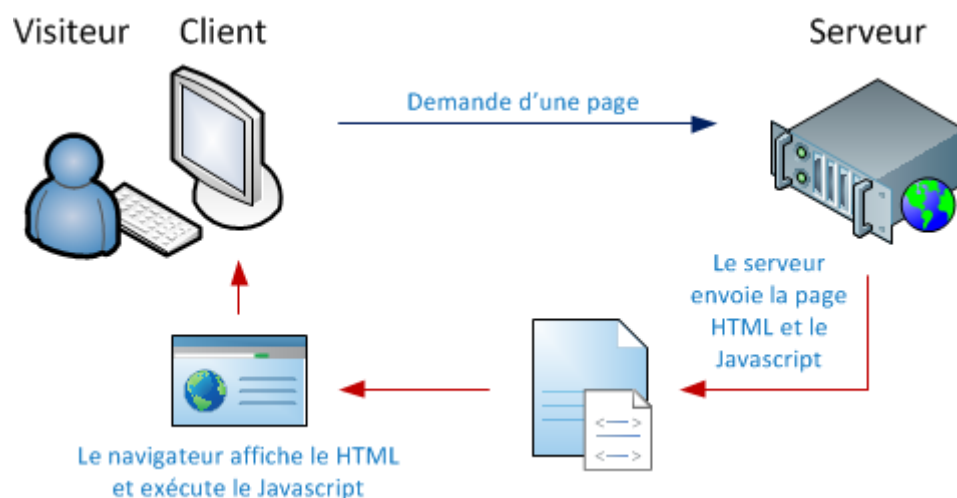 Visiteur Client Serveur
Demande d'une page
Le serveur
envoie la page
HTML et le
Javascript
<—>
<—>
Le navigateur affiche le HTML
et exécute le Javascript